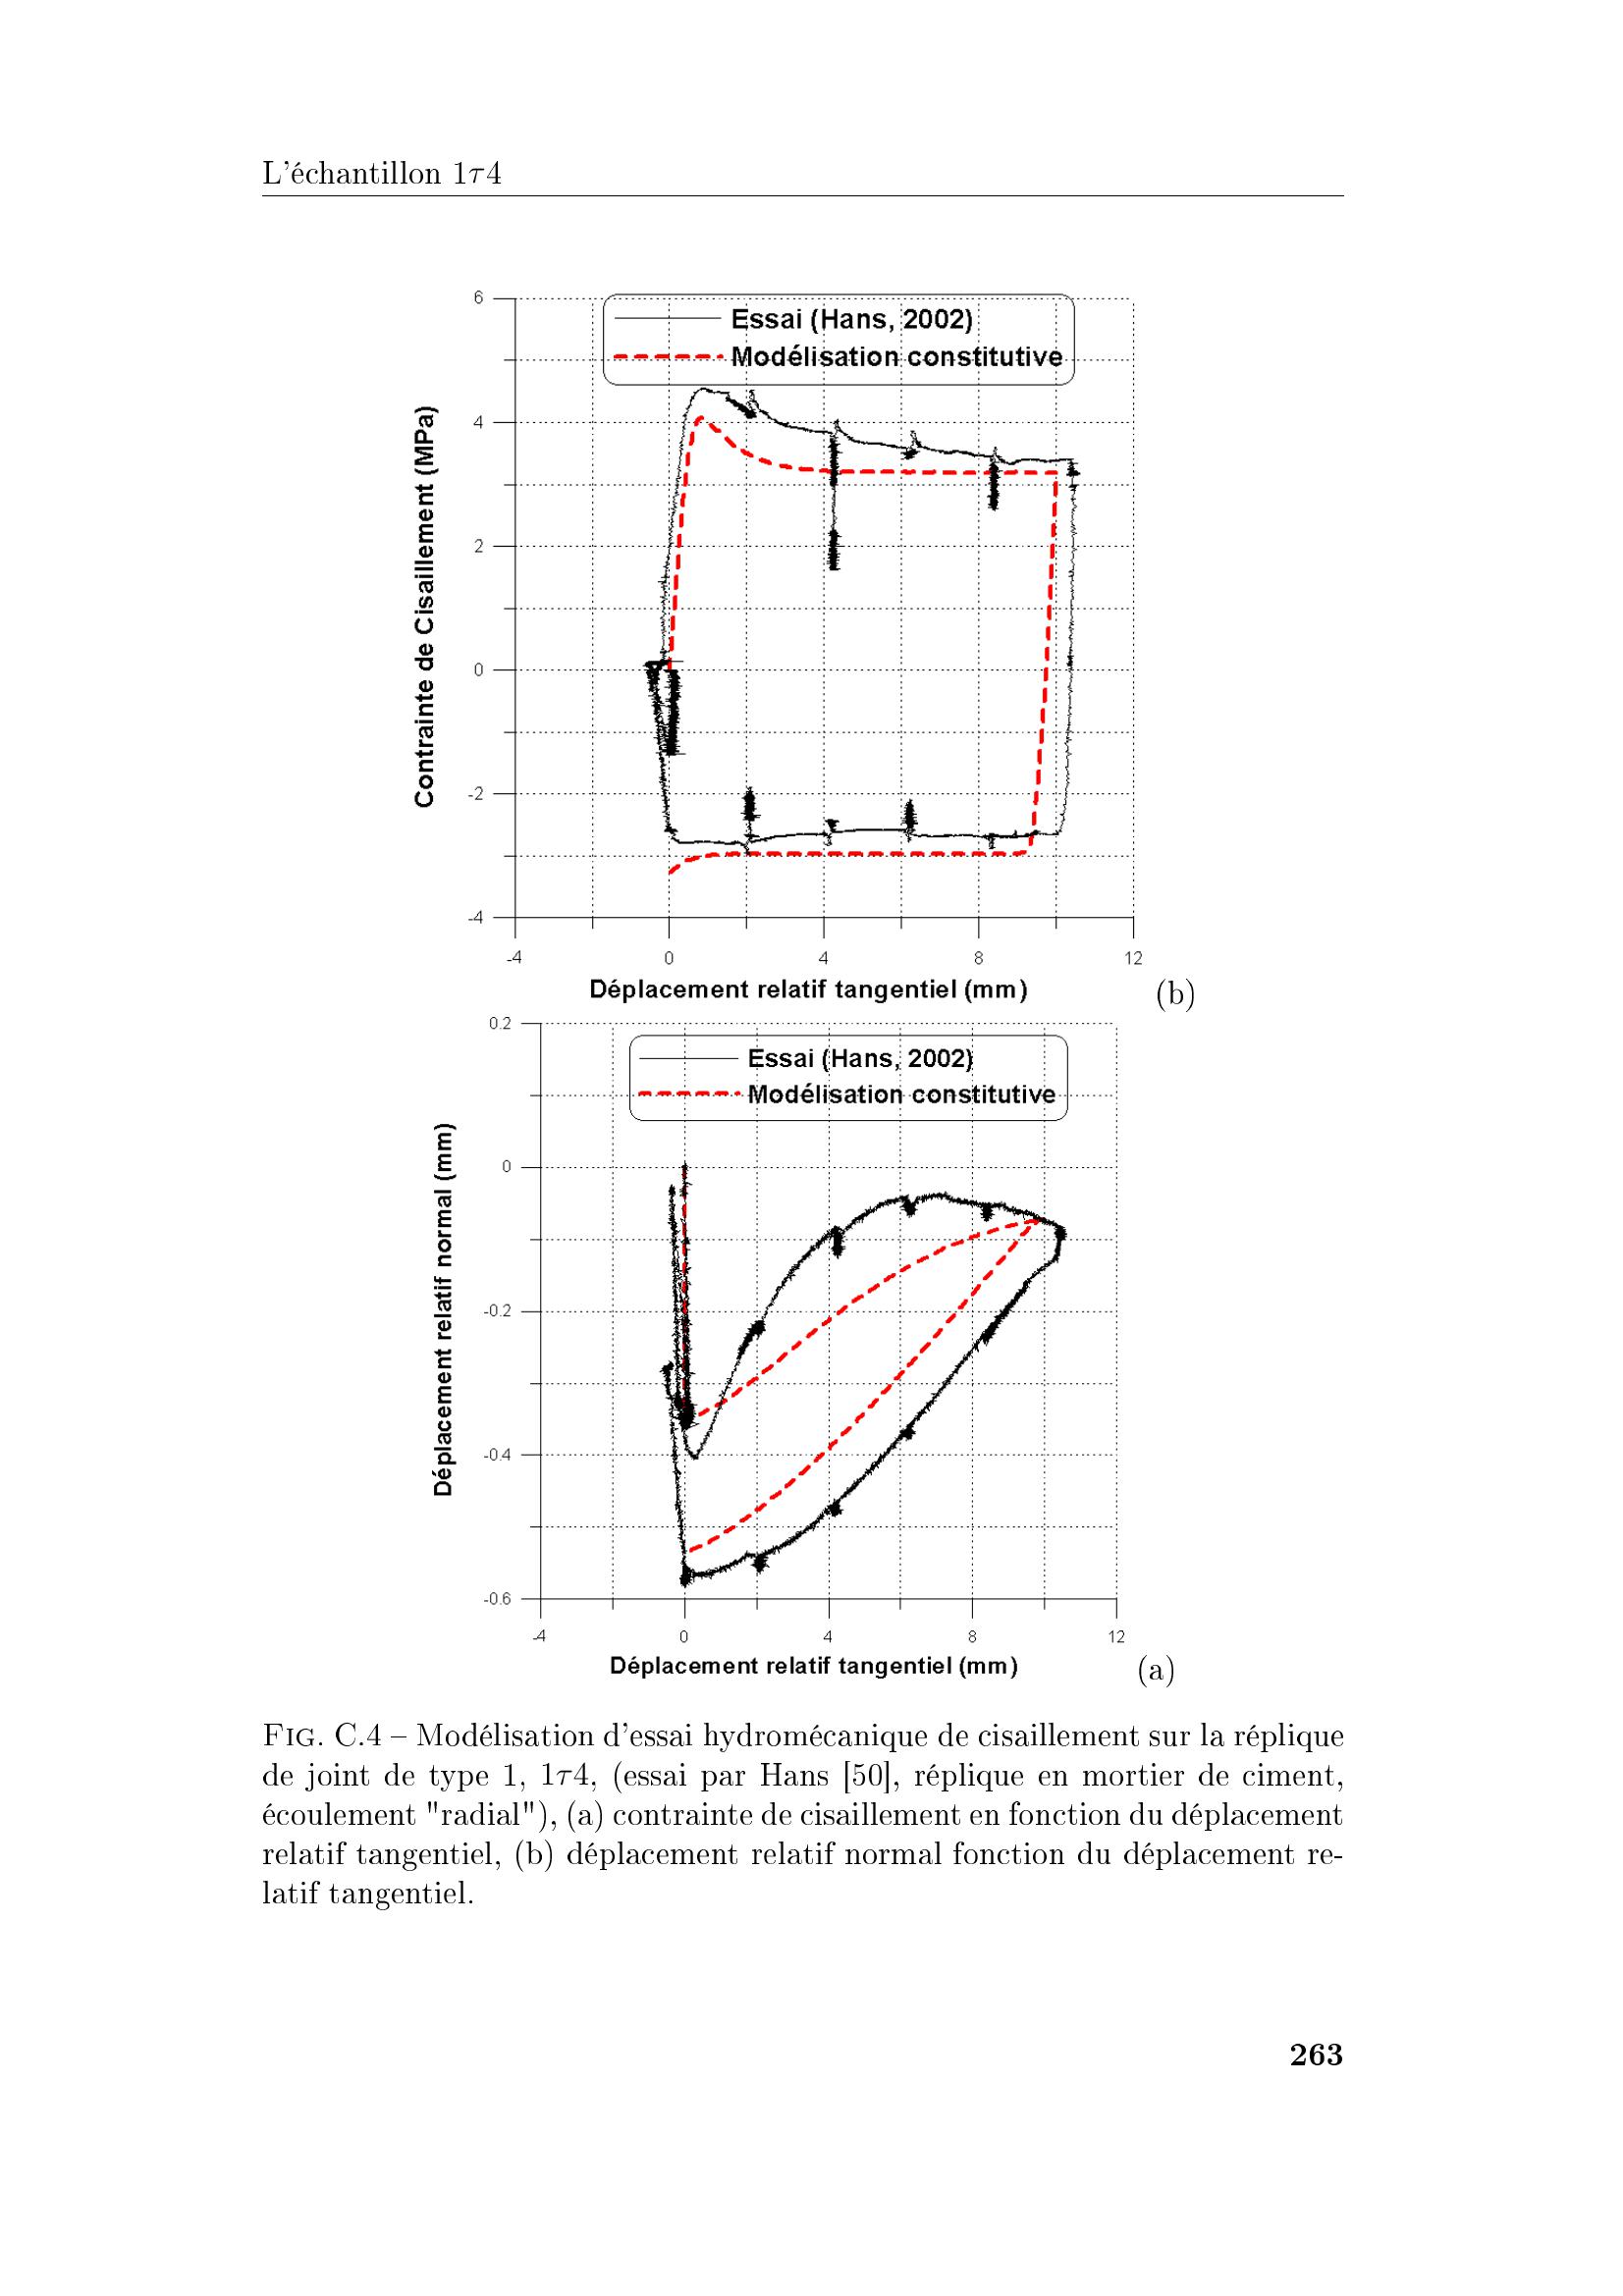 L'échantillon 1τ4
6
4
2
0
-2
-4
Contrainte de Cisaillement (MPa)
Essai (Hans, 2002)
Modélisation constitutive
-4 0 4 8 12
Déplacement relatif tangentiel (mm)
(b)
0.2
0
-0.2
-0.4
-0.6
Déplacement relatif normal (mm)
Essai (Hans, 2002)
Modélisation constitutive
-4 0 4 8 12
Déplacement relatif tangentiel (mm)
(a)
FIG. C.4 – Modélisation d'essai hydromécanique de cisaillement sur la réplique
de joint de type 1, 1τ4, (essai par Hans [50], réplique en mortier de ciment,
écoulement "radial"), (a) contrainte de cisaillement en fonction du déplacement
relatif tangentiel, (b) déplacement relatif normal fonction du déplacement re-
latif tangentiel.
263